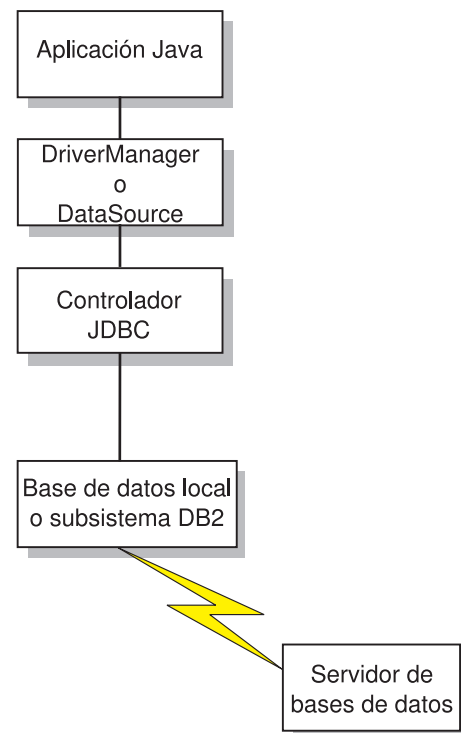 Aplicación Java
DriverManager
o
DataSource
Controlador
JDBC
Base de datos local
o subsistema DB2
Servidor de
bases de datos